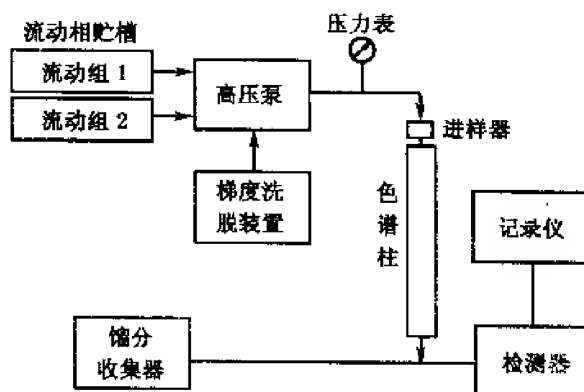 流动相贮槽
流动组 1
流动组 2
高压泵
压力表
进样器
梯度洗
脱装置
色
谱
柱
记录仪
馏分
收集器
检测器